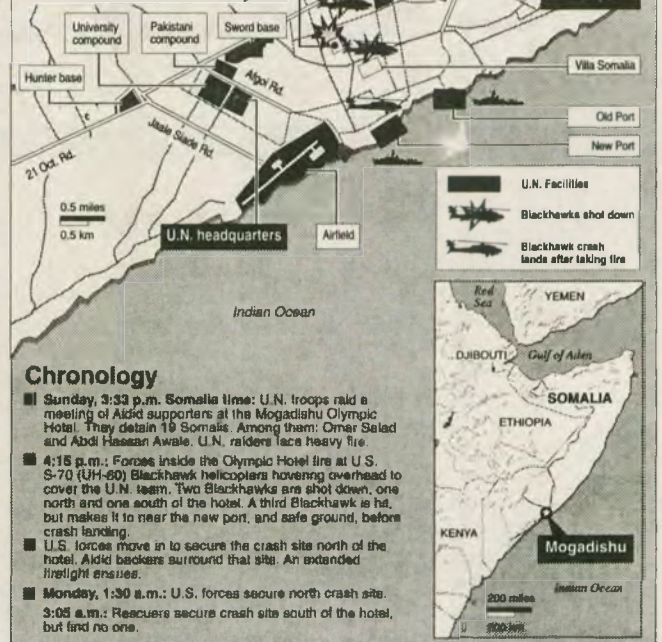 University
compound
Pakistani
compound
Sword base
Hunter base
Algoi Rd.
Jaale Siade Rd.
21 Oct. Rd.
Villa Somalia
Old Port
New Port
0.5 miles
0.5 km
U.N. headquarters
Airfield
U.N. Facilities
Blackhawks shot down
Blackhawk crash
lands after taking fire
Indian Ocean
Red
Sea
YEMEN
DJIBOUTI
Gulf of Aden
SOMALIA
ETHIOPIA
KENYA
Mogadishu
Indian Ocean
200 miles
Chronology
Sunday, 3:33 p.m. Somalia time: U.N. troops raid a
meeting of Aidid supporters at the Mogadishu Olympic
Hotel. They detain 19 Somalis. Among them: Omar Salad
and Abdi Hassan Awale. U.N. raiders face heavy fire.
4:15 p.m.: Forces inside the Olympic Hotel fire at U.S.
S-70 (UH-60) Blackhawk helicopters hovering overhead to
cover the U.N. team. Two Blackhawks are shot down, one
north and one south of the hotel. A third Blackhawk is hit,
but makes it to near the new port, and safe ground, before
crash landing.
U.S. forces move in to secure the crash site north of the
hotel. Aidid backers surround that site. An extended
firefight ensues.
Monday, 1:30 a.m.: U.S. forces secure north crash site.
3:05 a.m.: Rescuers secure crash site south of the hotel,
but find no one.